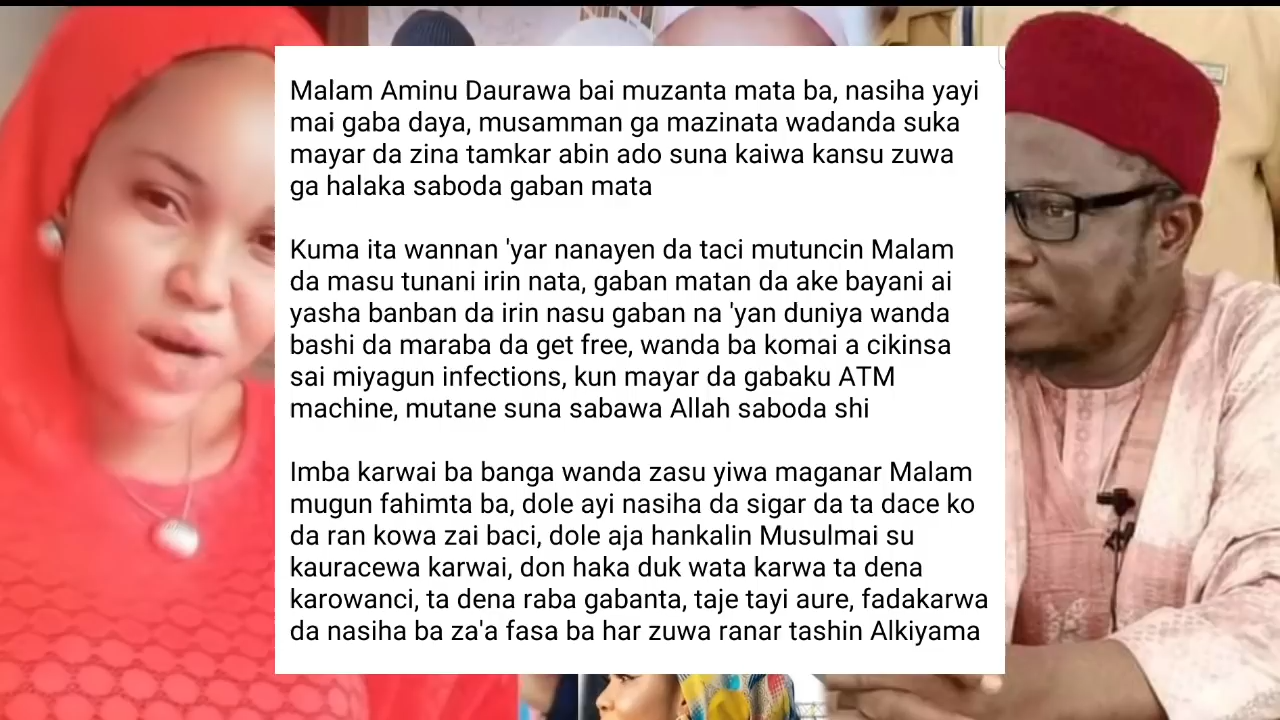 Malam Aminu Daurawa bai muzanta mata ba, nasiha yayi
mai gaba daya, musamman ga mazinata wadanda suka
mayar da zina tamkar abin ado suna kaiwa kansu zuwa
ga halaka saboda gaban mata
Kuma ita wannan 'yar nanayen da taci mutuncin Malam
da masu tunani irin nata, gaban matan da ake bayani ai
yasha banban da irin nasu gaban na 'yan duniya wanda
bashi da maraba da get free, wanda ba komai a cikinsa
sai miyagun infections, kun mayar da gabaku ATM
machine, mutane suna sabawa Allah saboda shi
Imba karwai ba banga wanda zasu yiwa maganar Malam
mugun fahimta ba, dole ayi nasiha da sigar da ta dace ko
da ran kowa zai baci, dole aja hankalin Musulmai su
kauracewa karwai, don haka duk wata karwa ta dena
karowanci, ta dena raba gabanta, taje tayi aure, fadakarwa
da nasiha ba za'a fasa ba har zuwa ranar tashin Alkiyama